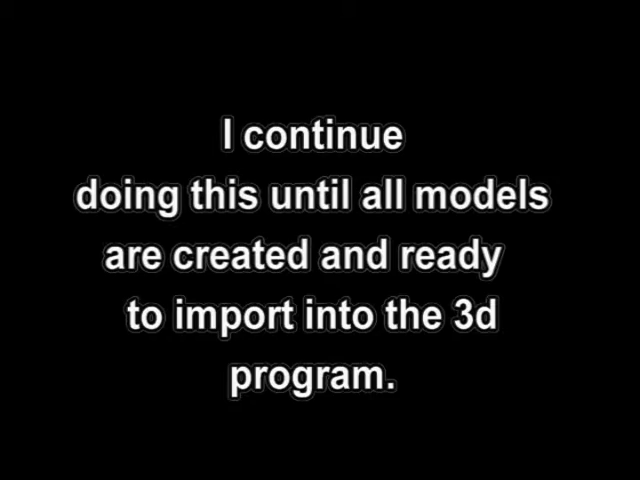 I continue
doing this until all models
are created and ready
to import into the 3d
program.